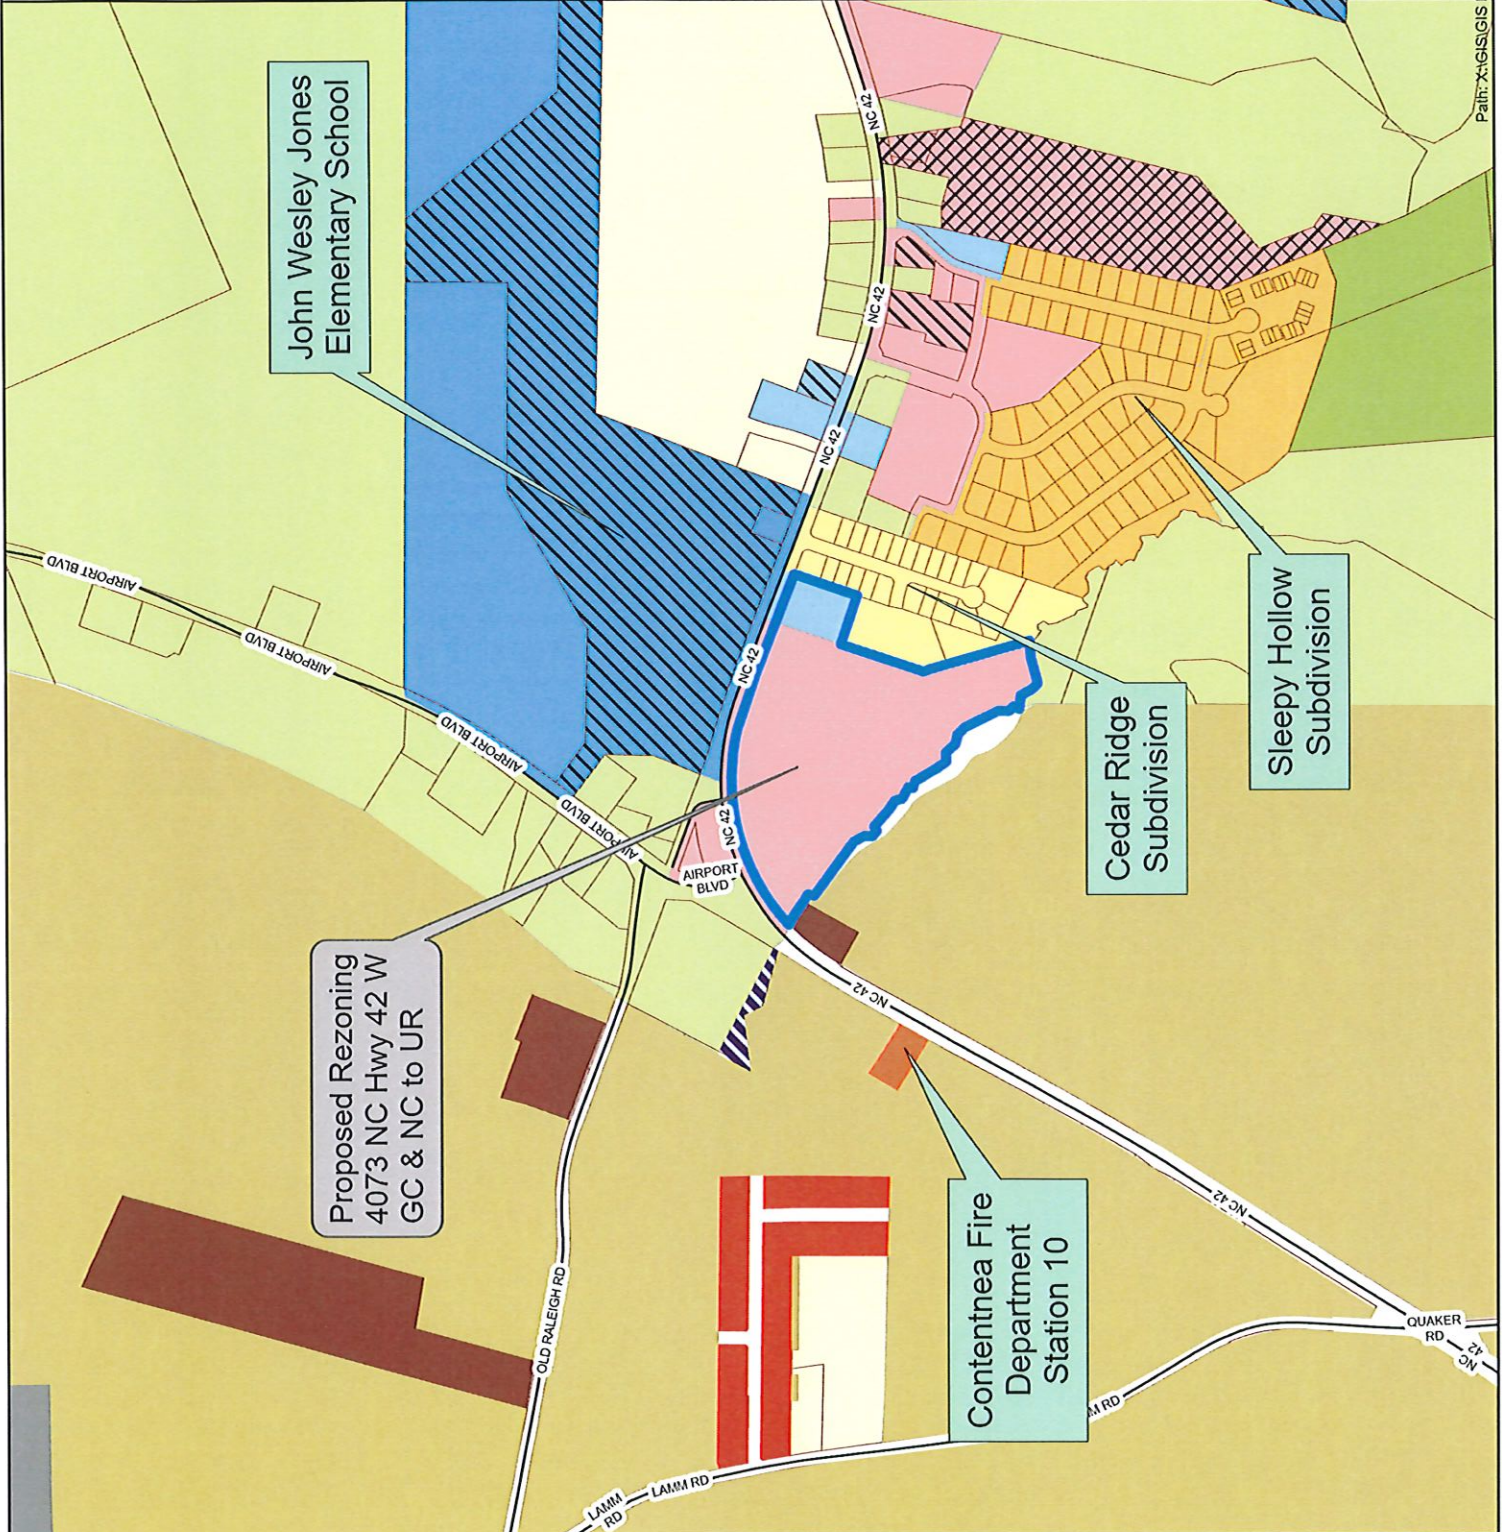 Path: X:\GIS\GIS
John Wesley Jones
Elementary School
NC 42
NC 42
NC 42
NC 42
NC 42
NC 42
NC 42
AIRPORT BLVD
AIRPORT BLVD
AIRPORT BLVD
AIRPORT BLVD
AIRPORT
BLVD
Proposed Rezoning
4073 NC Hwy 42 W
GC & NC to UR
Sleepy Hollow
Subdivision
Cedar Ridge
Subdivision
Contentnea Fire
Department
Station 10
OLD RALEIGH RD
LAMM
RD
LAMM RD
M RD
QUAKER
RD
NC 42